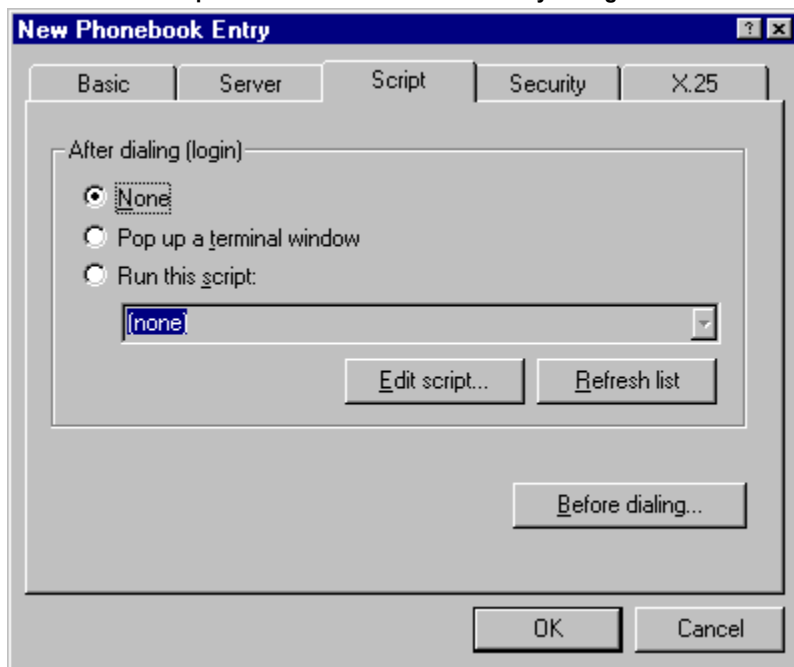 New Phonebook Entry
Basic Server Script Security X.25
After dialing (login)
None
Pop up a terminal window
Run this script:
(none)
Edit script... Refresh list
Before dialing...
OK Cancel